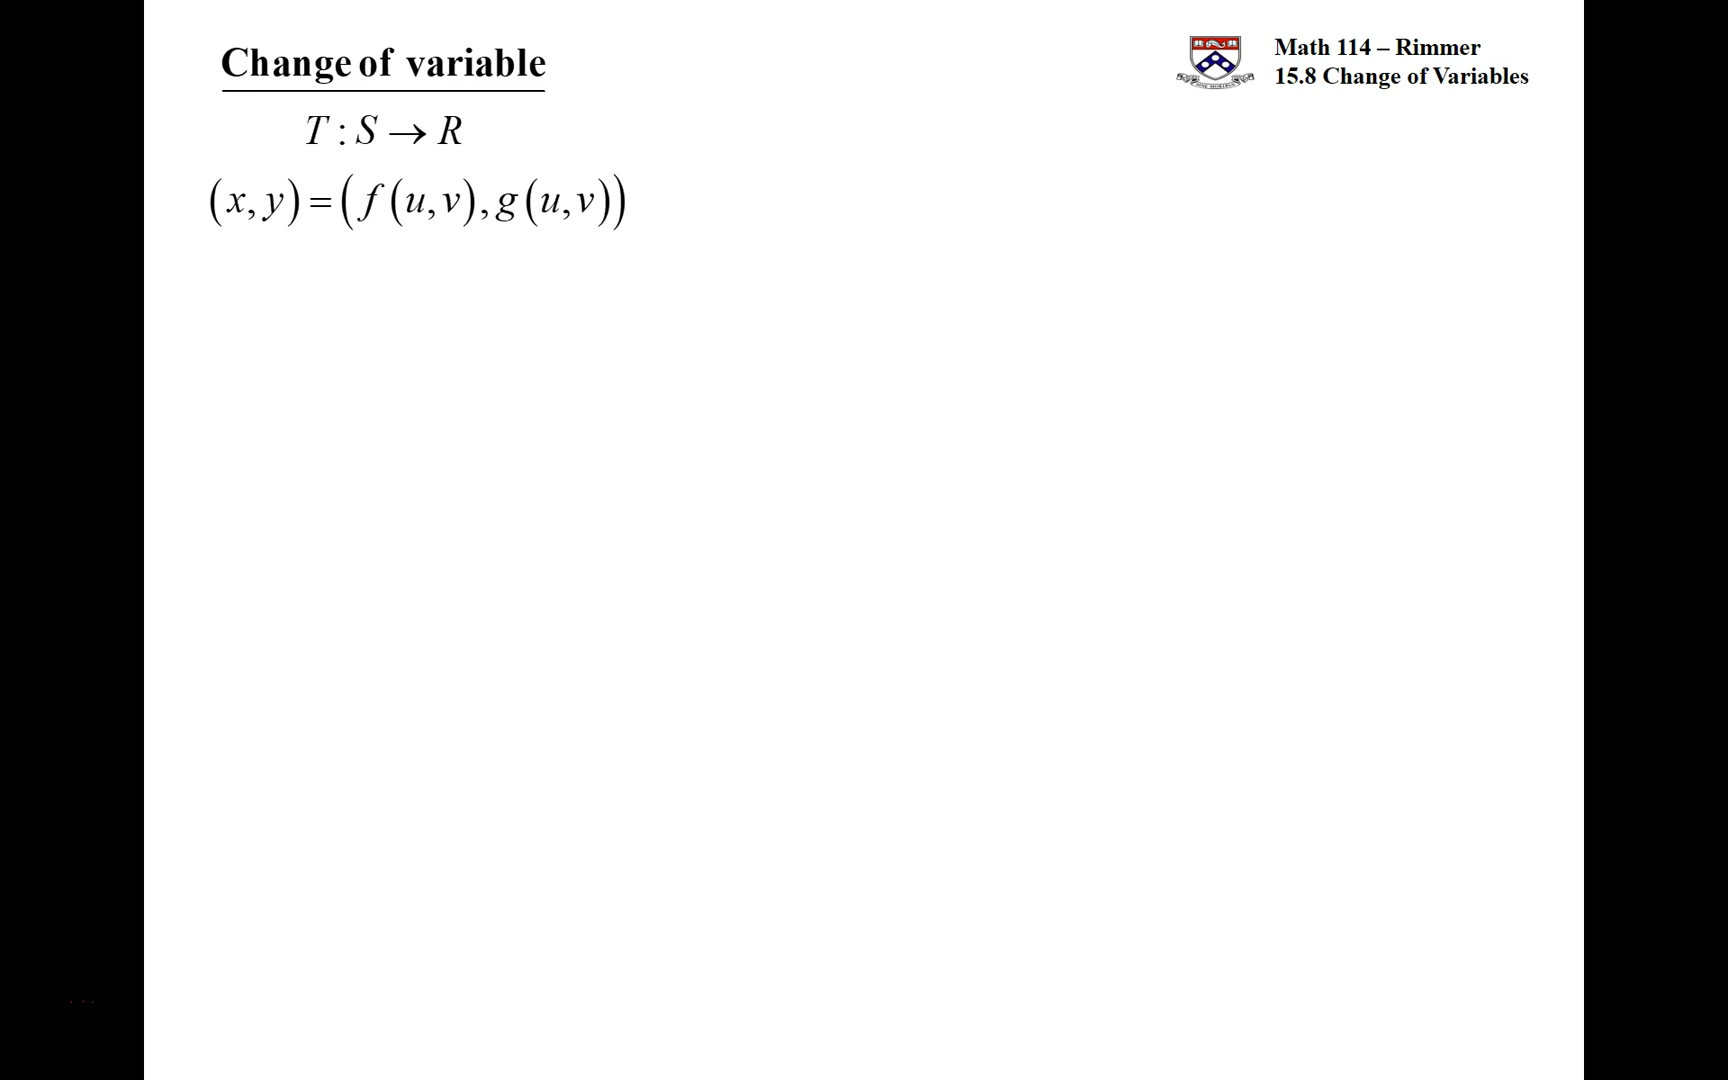 Change of variable
T : S → R
(x, y) = (f(u, v), g(u, v))
Math 114 – Rimmer
15.8 Change of Variables